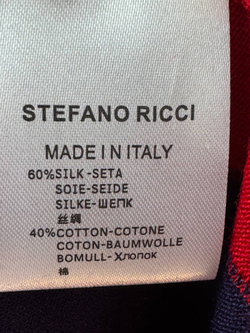 STEFANO RICCI
MADE IN ITALY
60%SILK-SETA
SOIE-SEIDE
SILKE-ШЕПК
丝绸
40%COTTON-COTONE
COTON-BAUMWOLLE
BOMULL-Хлопок
棉